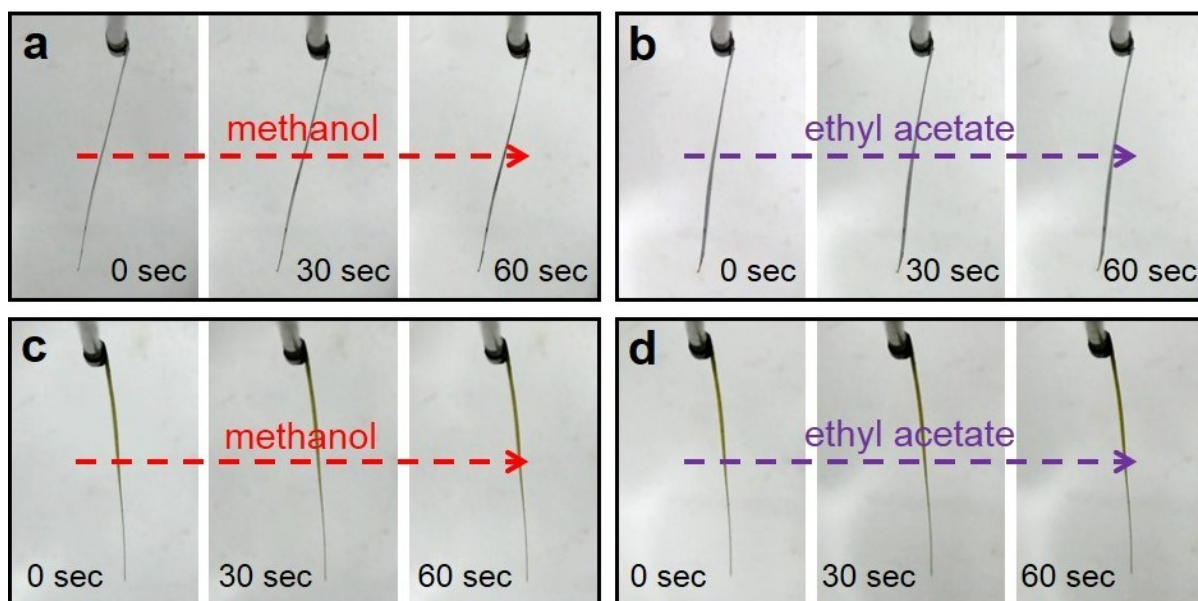 a
methanol
0 sec
30 sec
60 sec
b
ethyl acetate
0 sec
30 sec
60 sec
c
methanol
0 sec
30 sec
60 sec
d
ethyl acetate
0 sec
30 sec
60 sec